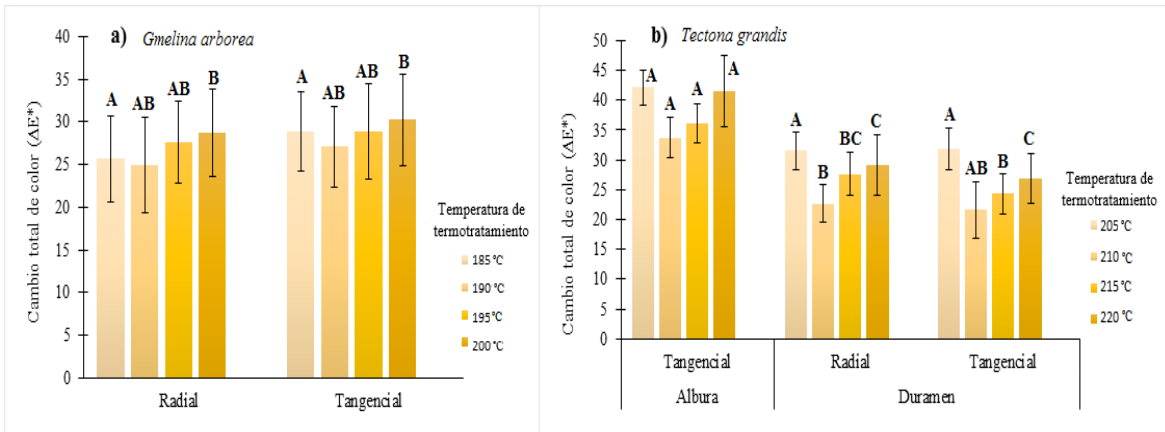 a) Gmelina arborea
Cambio total de color (ΔE*)
40
35
30
25
20
15
10
5
0
A AB AB B
A AB AB B
Radial Tangencial
Temperatura de
termotratamiento
185 °C
190 °C
195 °C
200 °C
b) Tectona grandis
Cambio total de color (ΔE*)
50
45
40
35
30
25
20
15
10
5
0
A A A A
A B BC C
A AB B C
Tangencial Radial Tangencial
Albura Duramen
Temperatura de
termotratamiento
205 °C
210 °C
215 °C
220 °C